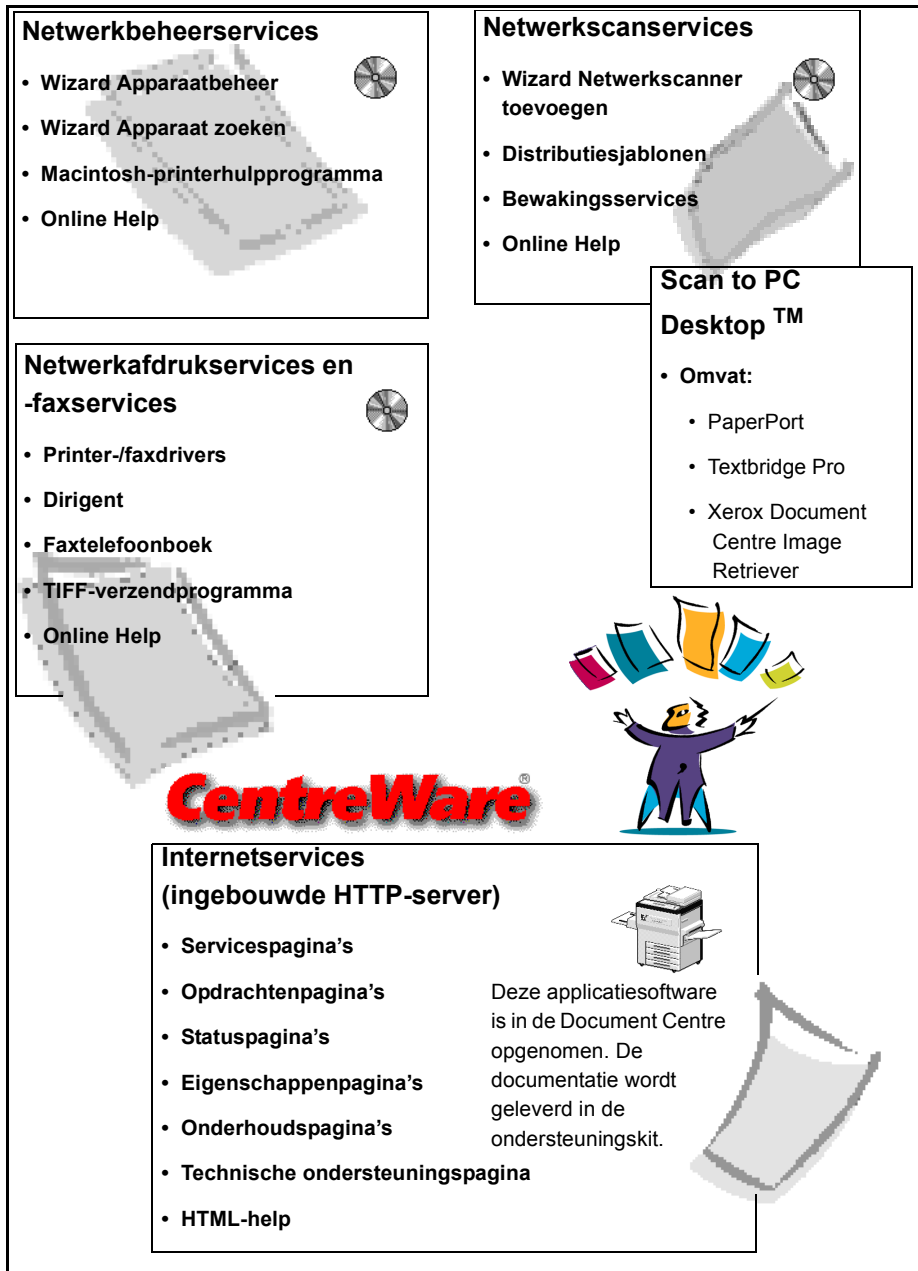 Netwerkbeheerservices
• Wizard Apparaatbeheer
• Wizard Apparaat zoeken
• Macintosh-printerhulpprogramma
• Online Help
Netwerkscanservices
• Wizard Netwerkscanner
toevoegen
• Distributiesjablonen
• Bewakingsservices
• Online Help
Scan to PC
Desktop TM
• Omvat:
• PaperPort
• Textbridge Pro
• Xerox Document
Centre Image
Retriever
Netwerkafdrukservices en
-faxservices
• Printer-/faxdrivers
• Dirigent
• Faxtelefoonboek
• TIFF-verzendprogramma
• Online Help
CentreWare®
Internetservices
(ingebouwde HTTP-server)
• Servicespagina's
• Opdrachtenpagina's
• Statuspagina's
• Eigenschappenpagina's
• Onderhoudspagina's
• Technische ondersteuningspagina
• HTML-help
Deze applicatiesoftware
is in de Document Centre
opgenomen. De
documentatie wordt
geleverd in de
ondersteuningskit.